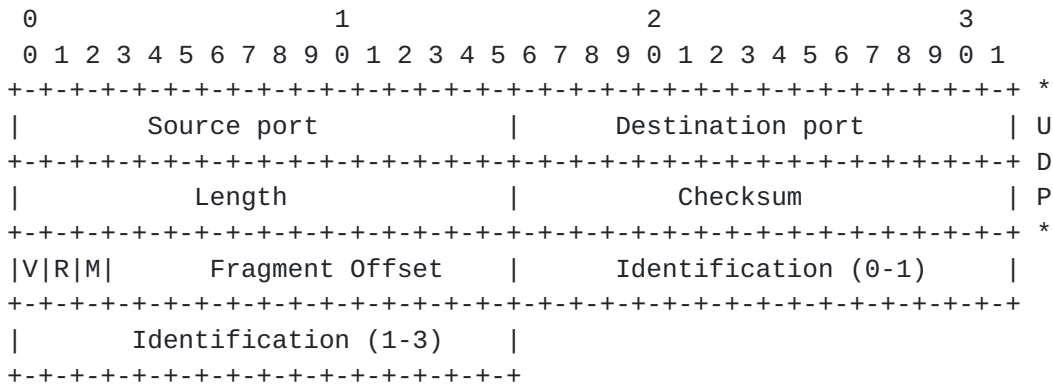 0 1 2 3
0 1 2 3 4 5 6 7 8 9 0 1 2 3 4 5 6 7 8 9 0 1 2 3 4 5 6 7 8 9 0 1
+-+-+-+-+-+-+-+-+-+-+-+-+-+-+-+-+-+-+-+-+-+-+-+-+-+-+-+-+-+-+-+-+ *
| Source port | Destination port | U
+-+-+-+-+-+-+-+-+-+-+-+-+-+-+-+-+-+-+-+-+-+-+-+-+-+-+-+-+-+-+-+-+ D
| Length | Checksum | P
+-+-+-+-+-+-+-+-+-+-+-+-+-+-+-+-+-+-+-+-+-+-+-+-+-+-+-+-+-+-+-+-+ *
|V|R|M| Fragment Offset | Identification (0-1) |
+-+-+-+-+-+-+-+-+-+-+-+-+-+-+-+-+-+-+-+-+-+-+-+-+-+-+-+-+-+-+-+-+
| Identification (1-3) |
+-+-+-+-+-+-+-+-+-+-+-+-+-+-+-+-+